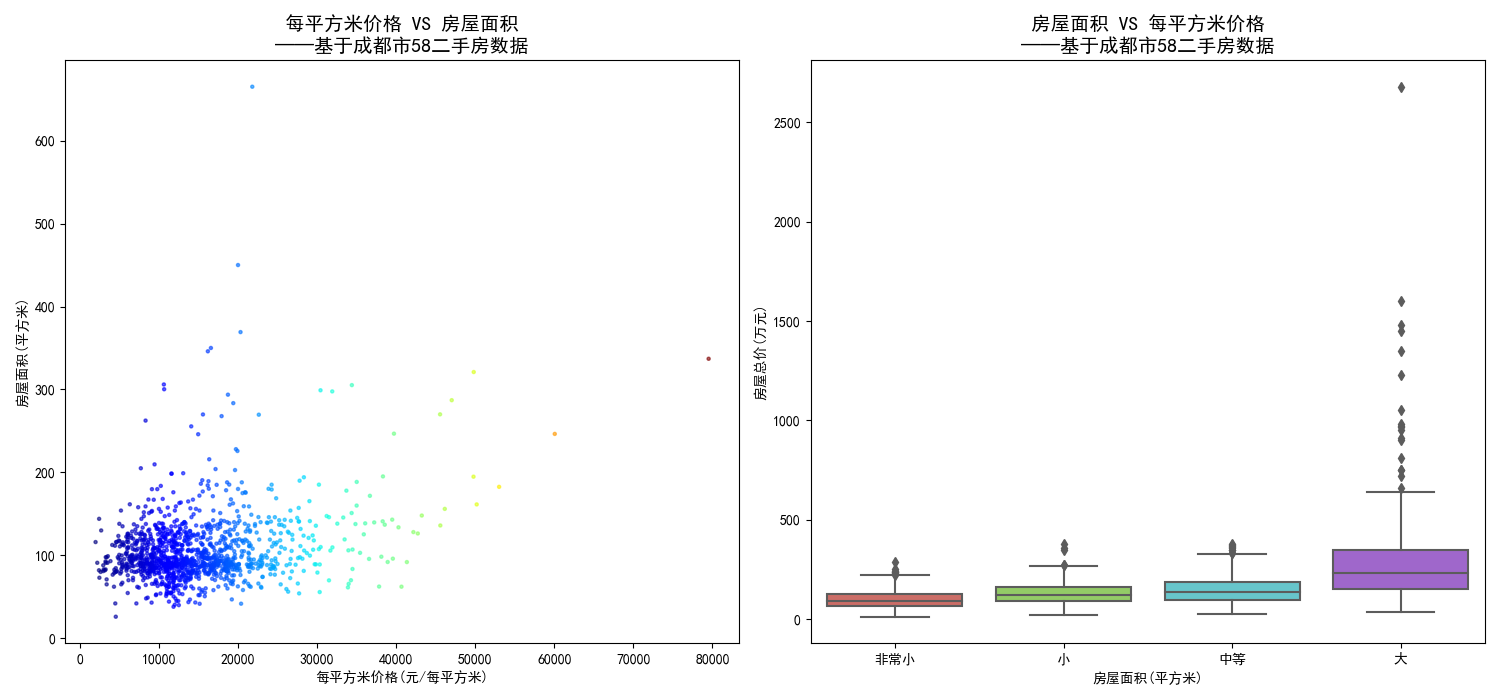 每平方米价格 VS 房屋面积
——基于成都市58二手房数据
房屋面积(平方米)
600
500
400
300
200
100
0
0 10000 20000 30000 40000 50000 60000 70000 80000
每平方米价格(元/每平方米)
房屋面积 VS 每平方米价格
——基于成都市58二手房数据
房屋总价(万元)
2500
2000
1500
1000
500
0
非常小 小 中等 大
房屋面积(平方米)